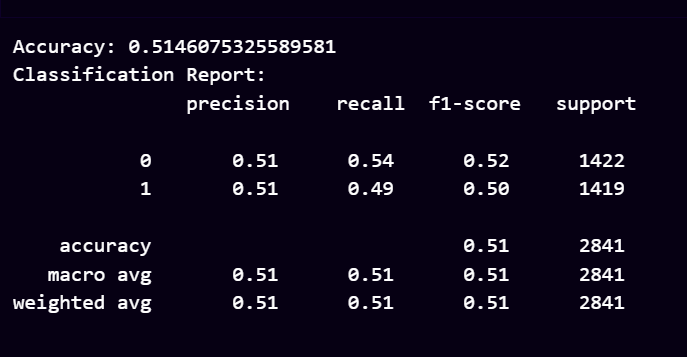 Accuracy: 0.5146075325589581
Classification Report:
precision recall f1-score support
0 0.51 0.54 0.52 1422
1 0.51 0.49 0.50 1419
accuracy 0.51 2841
macro avg 0.51 0.51 0.51 2841
weighted avg 0.51 0.51 0.51 2841